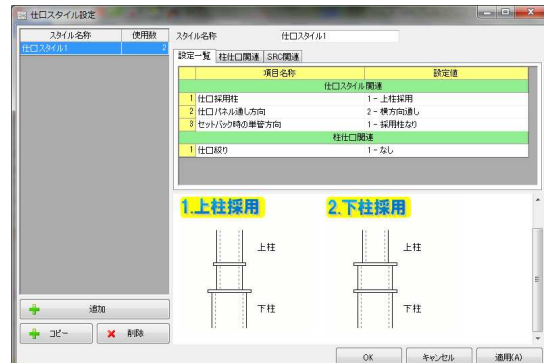 仕口スタイル設定
スタイル名称 使用数
仕口スタイル1 2
スタイル名称 仕口スタイル1
設定一覧 柱仕口関連 SRC関連
項目名称 設定値
仕口スタイル関連
1 仕口採用柱 1 - 上柱採用
2 仕口パネル通し方向 2 - 横方向通し
3 セットバック時の単管方向 1 - 採用柱なり
柱仕口関連
1 仕口絞り 1 - なし
1.上柱採用 2.下柱採用
上柱 上柱
下柱 下柱
追加
コピー 削除
OK キャンセル 適用(A)